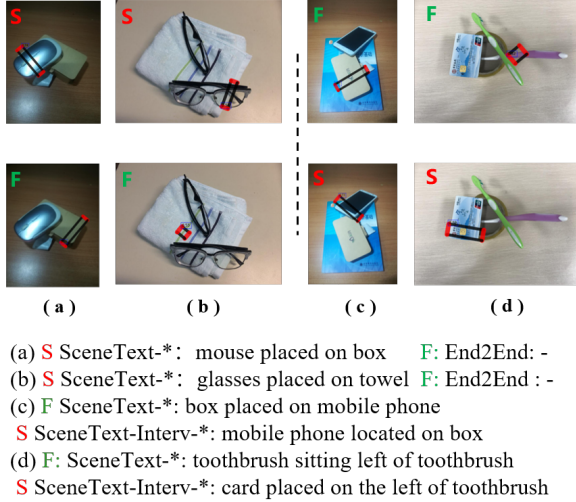 S S F F
F F S S
( a ) ( b ) ( c ) ( d )
(a) S SceneText-*: mouse placed on box F: End2End: -
(b) S SceneText-*: glasses placed on towel F: End2End : -
(c) F SceneText-*: box placed on mobile phone
S SceneText-Interv-*: mobile phone located on box
(d) F: SceneText-*: toothbrush sitting left of toothbrush
S SceneText-Interv-*: card placed on the left of toothbrush